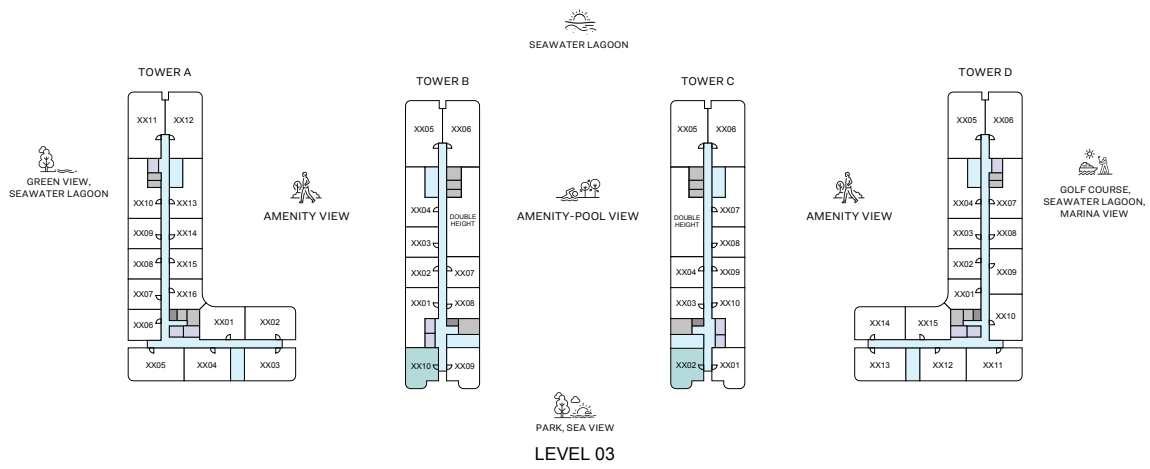 SEAWATER LAGOON
TOWER A
TOWER B
TOWER C
TOWER D
XX11
XX12
XX05
XX06
XX05
XX06
XX05
XX06
GREEN VIEW,
SEAWATER LAGOON
AMENITY VIEW
AMENITY-POOL VIEW
AMENITY VIEW
GOLF COURSE,
SEAWATER LAGOON,
MARINA VIEW
XX10
XX13
XX09
XX14
XX08
XX15
XX07
XX16
XX06
XX01
XX02
XX05
XX04
XX03
XX04
DOUBLE
HEIGHT
XX03
XX02
XX07
XX01
XX08
XX10
XX09
DOUBLE
HEIGHT
XX07
XX08
XX04
XX09
XX03
XX10
XX02
XX01
XX04
XX07
XX03
XX08
XX02
XX09
XX01
XX10
XX14
XX15
XX13
XX12
XX11
PARK, SEA VIEW
LEVEL 03